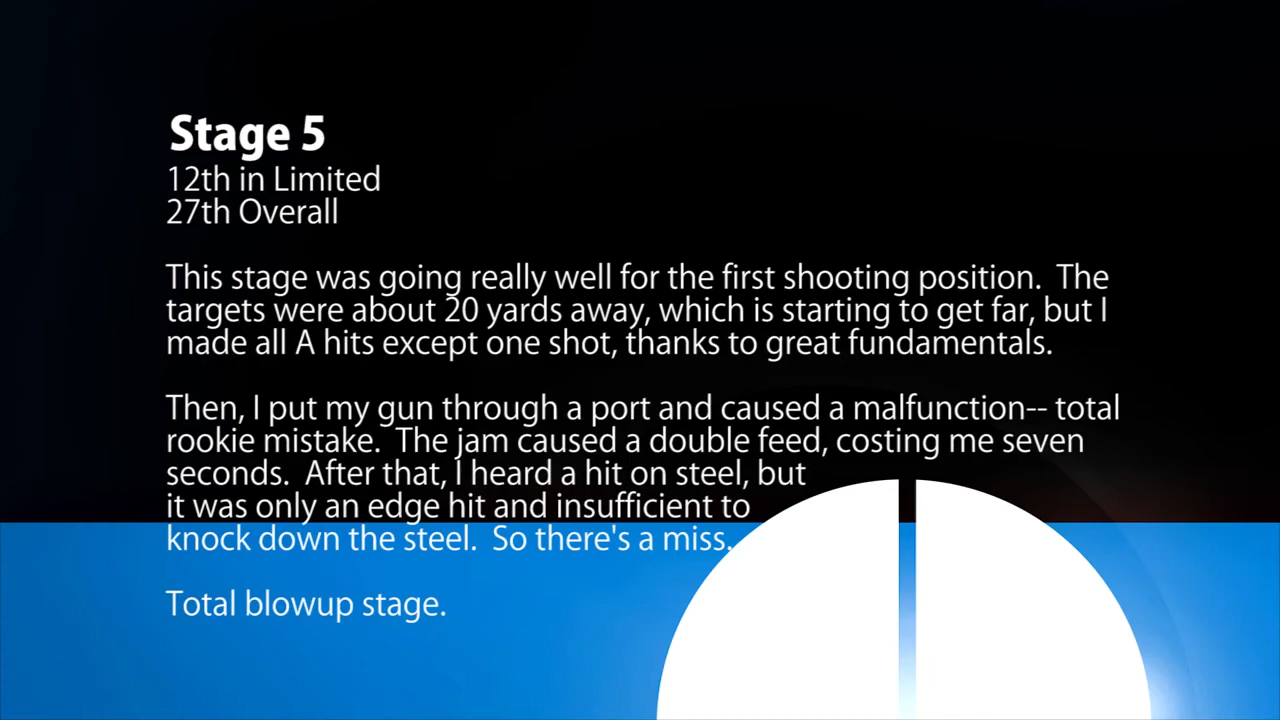 Stage 5
12th in Limited
27th Overall
This stage was going really well for the first shooting position.  The
targets were about 20 yards away, which is starting to get far, but I
made all A hits except one shot, thanks to great fundamentals.
Then, I put my gun through a port and caused a malfunction-- total
rookie mistake.  The jam caused a double feed, costing me seven
seconds.  After that, I heard a hit on steel, but
it was only an edge hit and insufficient to
knock down the steel.  So there's a miss.
Total blowup stage.